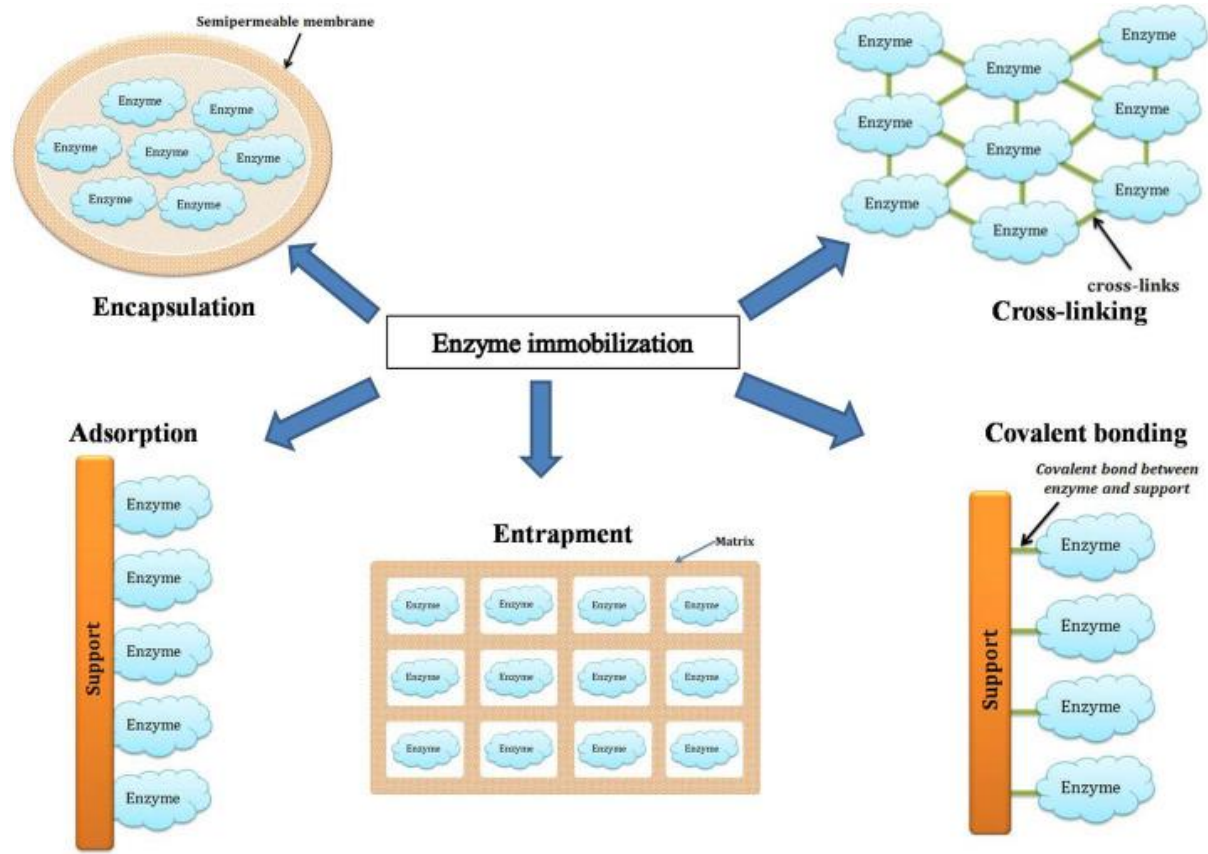 Semipermeable membrane
Enzyme
Enzyme
Enzyme
Enzyme
Enzyme
Enzyme
Enzyme
Encapsulation
Enzyme
Enzyme
Enzyme
Enzyme
Enzyme
Enzyme
Enzyme
Enzyme
Enzyme
cross-links
Cross-linking
Enzyme immobilization
Adsorption
Support
Enzyme
Enzyme
Enzyme
Enzyme
Enzyme
Entrapment
Matrix
Enzyme Enzyme Enzyme Enzyme
Enzyme Enzyme Enzyme Enzyme
Enzyme Enzyme Enzyme Enzyme
Covalent bonding
Covalent bond between
enzyme and support
Support
Enzyme
Enzyme
Enzyme
Enzyme